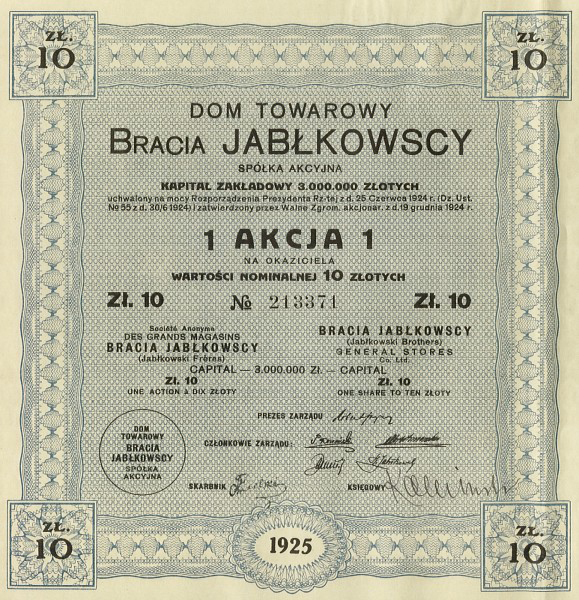 ZŁ. 10
ZŁ. 10
DOM TOWAROWY
BRACIA JABŁKOWSCY
SPÓŁKA AKCYJNA
KAPITAŁ ZAKŁADOWY 3.000.000 ZŁOTYCH
uchwalony na mocy Rozporządzenia Prezydenta Rz-tej z d. 25 Czerwca 1924 r. (Dz. Ust.
№ 55 z d. 30/6 1924) i zatwierdzony przez Walne Zgrom. akcjonar. z d. 19 grudnia 1924 r.
1 AKCJA 1
NA OKAZICIELA
WARTOŚCI NOMINALNEJ 10 ZŁOTYCH
Zł. 10 № 213371 Zł. 10
Société Anonyme
DES GRANDS MAGASINS
BRACIA JABŁKOWSCY
(Jabłkowski Fréres)
BRACIA JABŁKOWSCY
(Jabłkowski Brothers)
GENERAL STORES
Co. Ltd.
CAPITAL — 3.000.000 Zł. — CAPITAL
Zł. 10
UNE ACTION à DIX ZŁOTY
Zł. 10
ONE SHARE TO TEN ZŁOTY
PREZES ZARZĄDU
CZŁONKOWIE ZARZĄDU:
DOM
TOWAROWY
BRACIA
JABŁKOWSCY
SPÓŁKA
AKCYJNA
SKARBNIK
KSIĘGOWY
ZŁ. 10
1925
ZŁ. 10